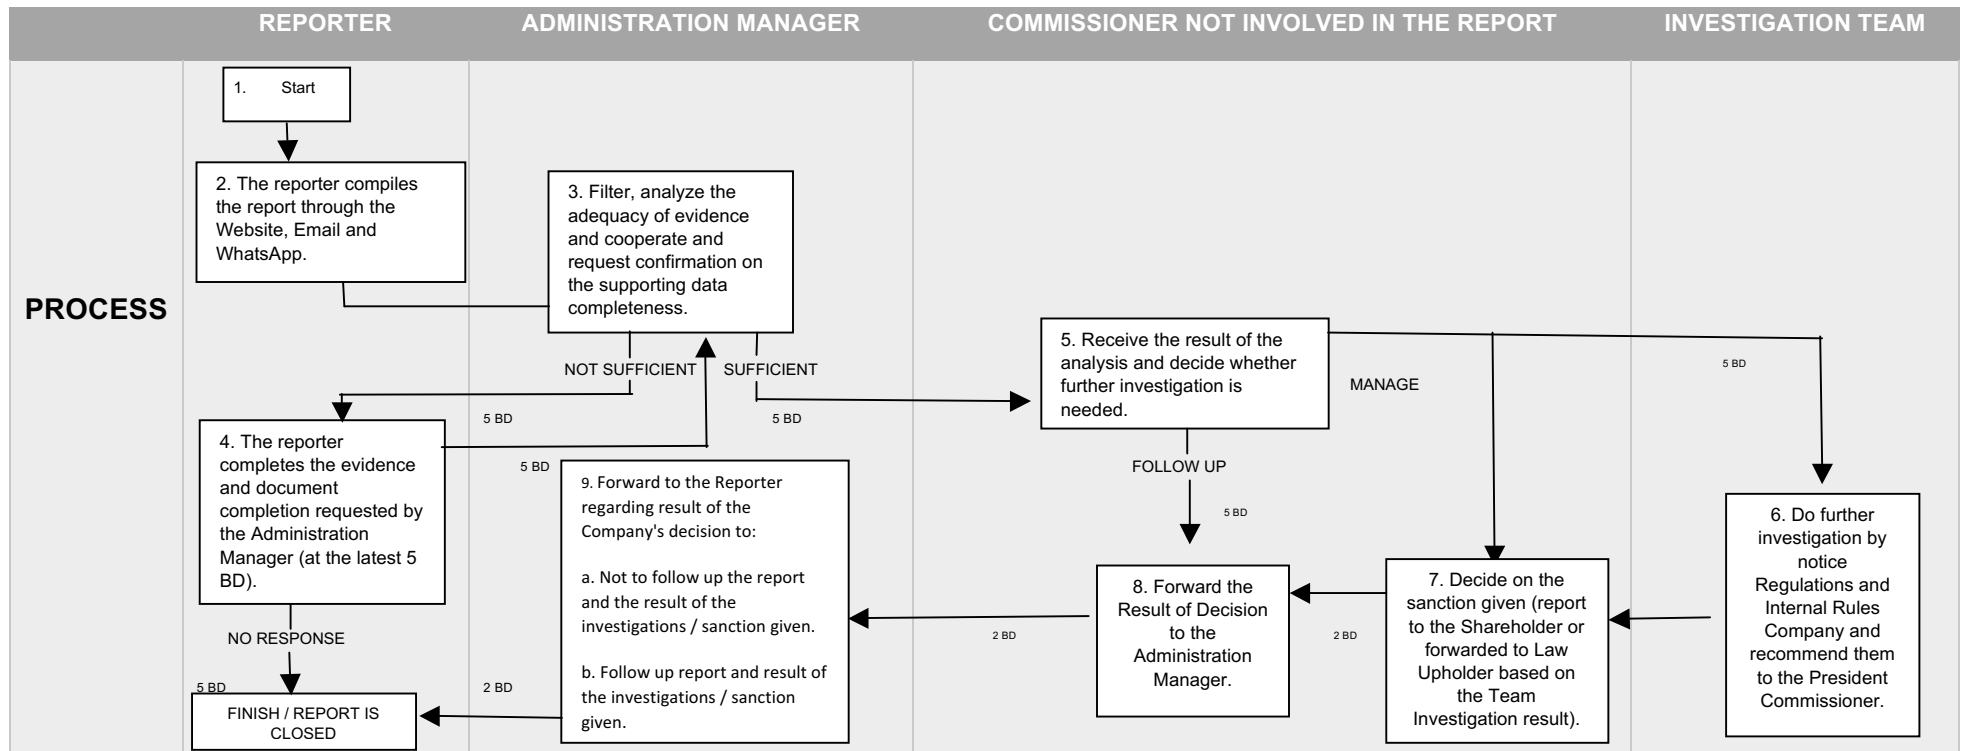 REPORTER
ADMINISTRATION MANAGER
COMMISSIONER NOT INVOLVED IN THE REPORT
INVESTIGATION TEAM
PROCESS
1. Start
2. The reporter compiles
the report through the
Website, Email and
WhatsApp.
3. Filter, analyze the
adequacy of evidence
and cooperate and
request confirmation on
the supporting data
completeness.
NOT SUFFICIENT
SUFFICIENT
5 BD
5 BD
4. The reporter
completes the evidence
and document
completion requested by
the Administration
Manager (at the latest 5
BD).
5 BD
NO RESPONSE
5 BD
FINISH / REPORT IS
CLOSED
5. Receive the result of the
analysis and decide whether
further investigation is
needed.
MANAGE
5 BD
FOLLOW UP
5 BD
6. Do further
investigation by
notice
Regulations and
Internal Rules
Company and
recommend them
to the President
Commissioner.
7. Decide on the
sanction given (report
to the Shareholder or
forwarded to Law
Upholder based on
the Team
Investigation result).
2 BD
8. Forward the
Result of Decision
to the
Administration
Manager.
2 BD
9. Forward to the Reporter
regarding result of the
Company's decision to:
a. Not to follow up the report
and the result of the
investigations / sanction given.
b. Follow up report and result of
the investigations / sanction
given.
2 BD